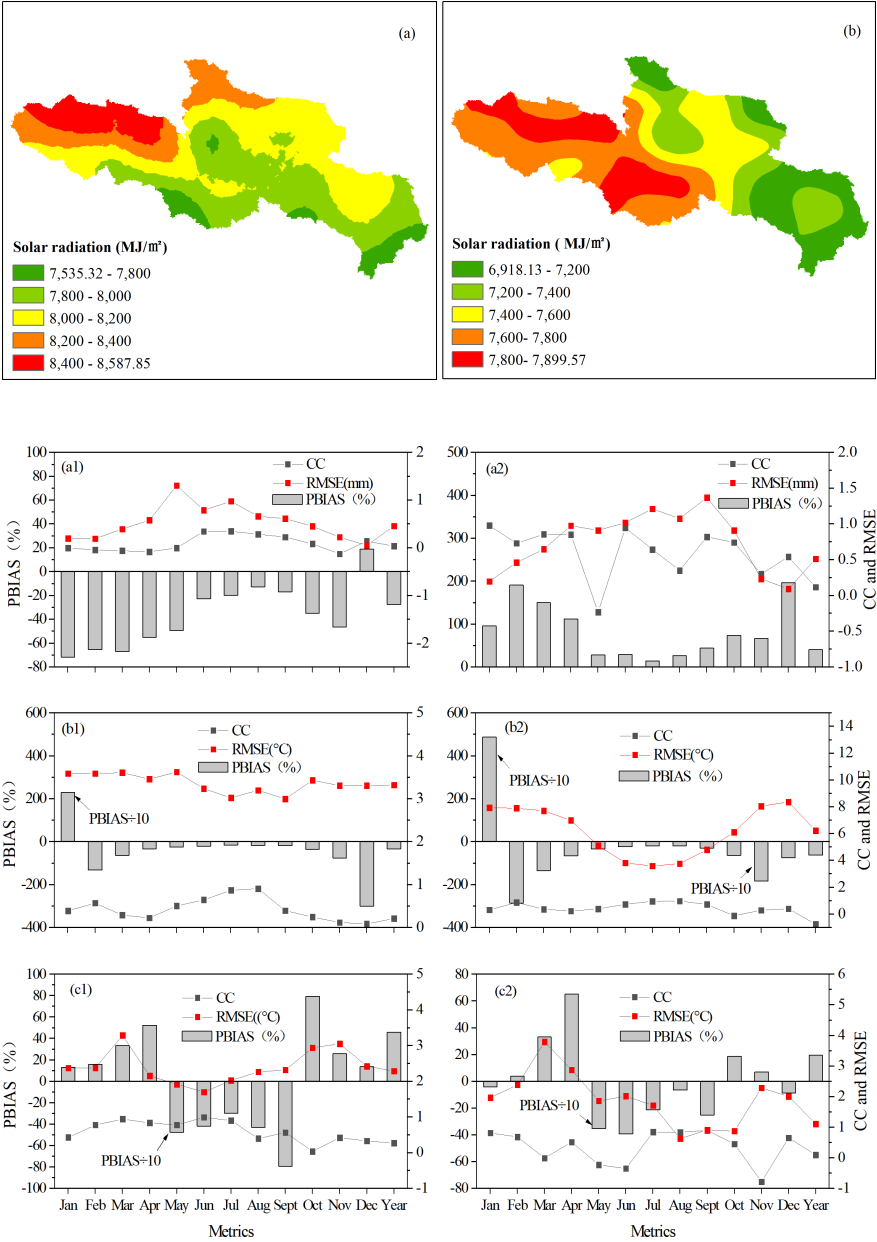 (a)
Solar radiation (MJ/㎡)
7,535.32 - 7,800
7,800 - 8,000
8,000 - 8,200
8,200 - 8,400
8,400 - 8,587.85
(b)
Solar radiation ( MJ/㎡)
6,918.13 - 7,200
7,200 - 7,400
7,400 - 7,600
7,600- 7,800
7,800- 7,899.57
(a1)
CC
RMSE(mm)
PBIAS (%)
PBIAS（%）
100
80
60
40
20
0
-20
-40
-60
-80
2
1
0
-1
-2
(a2)
CC
RMSE(mm)
PBIAS (%)
500
400
300
200
100
0
2.0
1.5
1.0
0.5
0.0
-0.5
-1.0
CC and RMSE
(b1)
CC
RMSE(°C)
PBIAS (%)
PBIAS÷10
PBIAS（%）
600
400
200
0
-200
-400
5
4
3
2
1
0
(b2)
CC
RMSE(°C)
PBIAS (%)
PBIAS÷10
PBIAS÷10
600
400
200
0
-200
-400
14
12
10
8
6
4
2
0
CC and RMSE
(c1)
CC
RMSE((°C)
PBIAS (%)
PBIAS÷10
PBIAS（%）
100
80
60
40
20
0
-20
-40
-60
-80
-100
5
4
3
2
1
0
-1
Jan Feb Mar Apr May Jun Jul Aug Sept Oct Nov Dec Year
Metrics
(c2)
CC
RMSE(°C)
PBIAS (%)
PBIAS÷10
80
60
40
20
0
-20
-40
-60
-80
6
5
4
3
2
1
0
-1
CC and RMSE
Jan Feb Mar Apr May Jun Jul Aug Sept Oct Nov Dec Year
Metrics